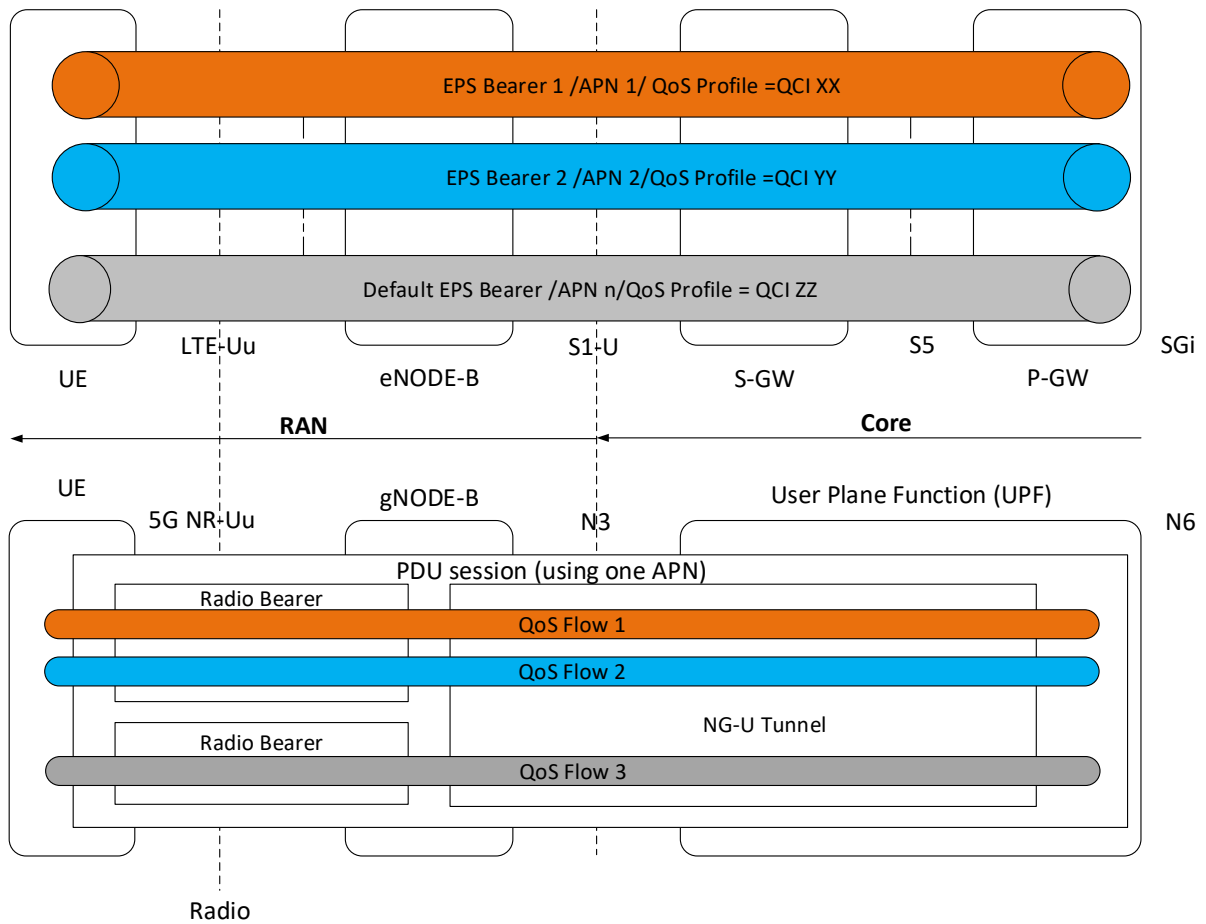 EPS Bearer 1 /APN 1/ QoS Profile =QCI XX
EPS Bearer 2 /APN 2/QoS Profile =QCI YY
Default EPS Bearer /APN n/QoS Profile = QCI ZZ
LTE-Uu
S1-U
S5
SGi
UE
eNODE-B
S-GW
P-GW
RAN
Core
UE
gNODE-B
User Plane Function (UPF)
5G NR-Uu
N3
N6
PDU session (using one APN)
Radio Bearer
QoS Flow 1
QoS Flow 2
NG-U Tunnel
Radio Bearer
QoS Flow 3
Radio